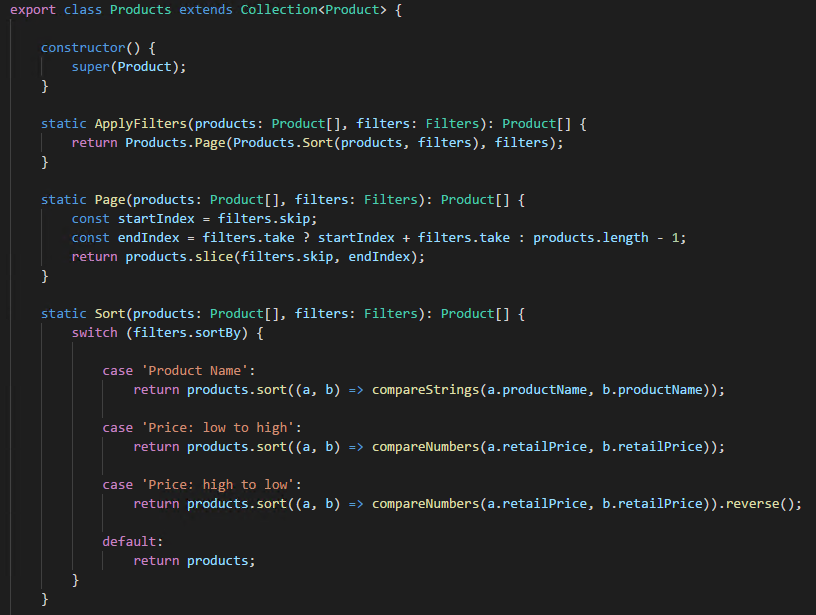 export class Products extends Collection<Product> {
constructor() {
super(Product);
}
static ApplyFilters(products: Product[], filters: Filters): Product[] {
return Products.Page(Products.Sort(products, filters), filters);
}
static Page(products: Product[], filters: Filters): Product[] {
const startIndex = filters.skip;
const endIndex = filters.take ? startIndex + filters.take : products.length - 1;
return products.slice(filters.skip, endIndex);
}
static Sort(products: Product[], filters: Filters): Product[] {
switch (filters.sortBy) {
case 'Product Name':
return products.sort((a, b) => compareStrings(a.productName, b.productName));
case 'Price: low to high':
return products.sort((a, b) => compareNumbers(a.retailPrice, b.retailPrice));
case 'Price: high to low':
return products.sort((a, b) => compareNumbers(a.retailPrice, b.retailPrice)).reverse();
default:
return products;
}
}